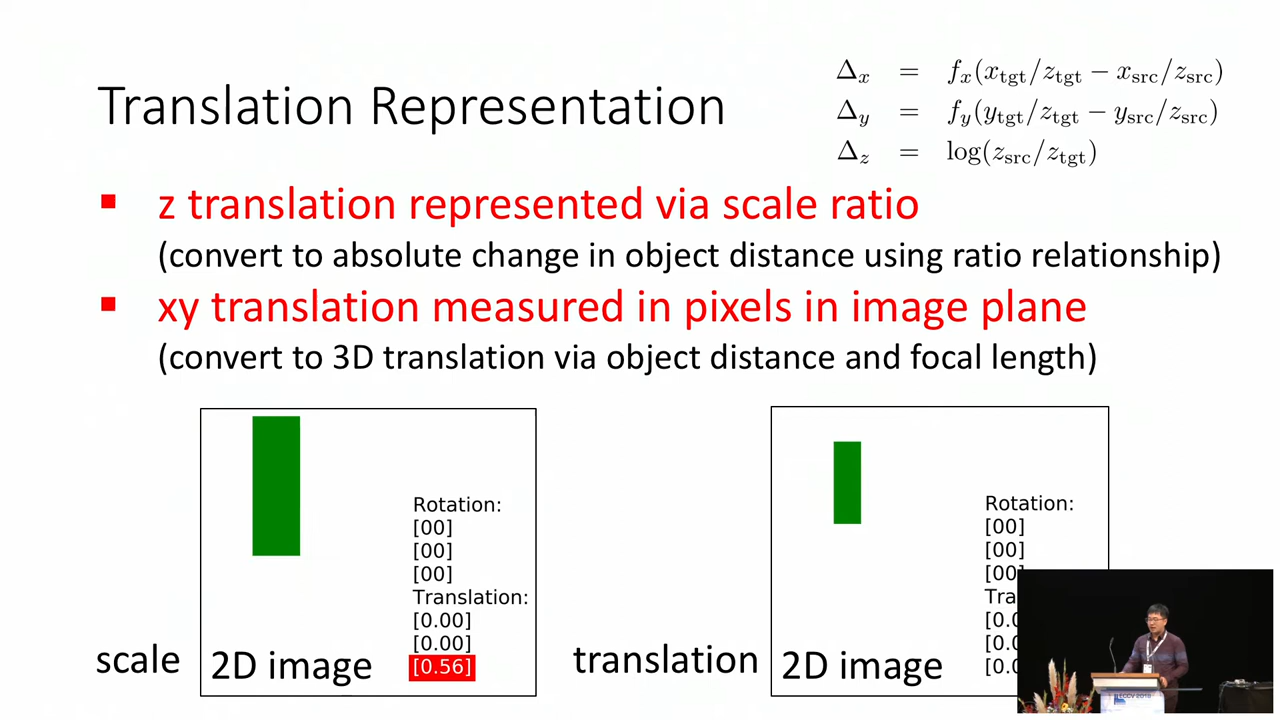 Translation Representation
Δx = fx(xtgt/ztgt − xsrc/zsrc)
Δy = fy(ytgt/ztgt − ysrc/zsrc)
Δz = log(zsrc/ztgt)
▪ z translation represented via scale ratio
(convert to absolute change in object distance using ratio relationship)
▪ xy translation measured in pixels in image plane
(convert to 3D translation via object distance and focal length)
scale
2D image
Rotation:
[00]
[00]
[00]
Translation:
[0.00]
[0.00]
[0.56]
translation
2D image
Rotation:
[00]
[00]
[00]
Tra
[0.0
[0.0
[0.0
ECCV 2018